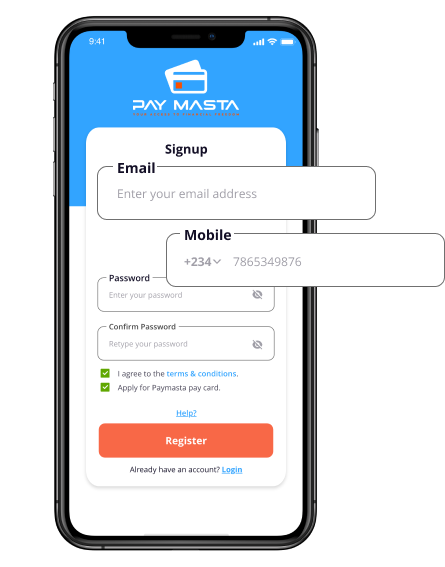 9:41
PAY MASTA
Signup
Email
Enter your email address
Mobile
+234 7865349876
Password
Enter your password
Confirm Password
Retype your password
I agree to the terms & conditions.
Apply for Paymasta pay card.
Help?
Register
Already have an account? Login